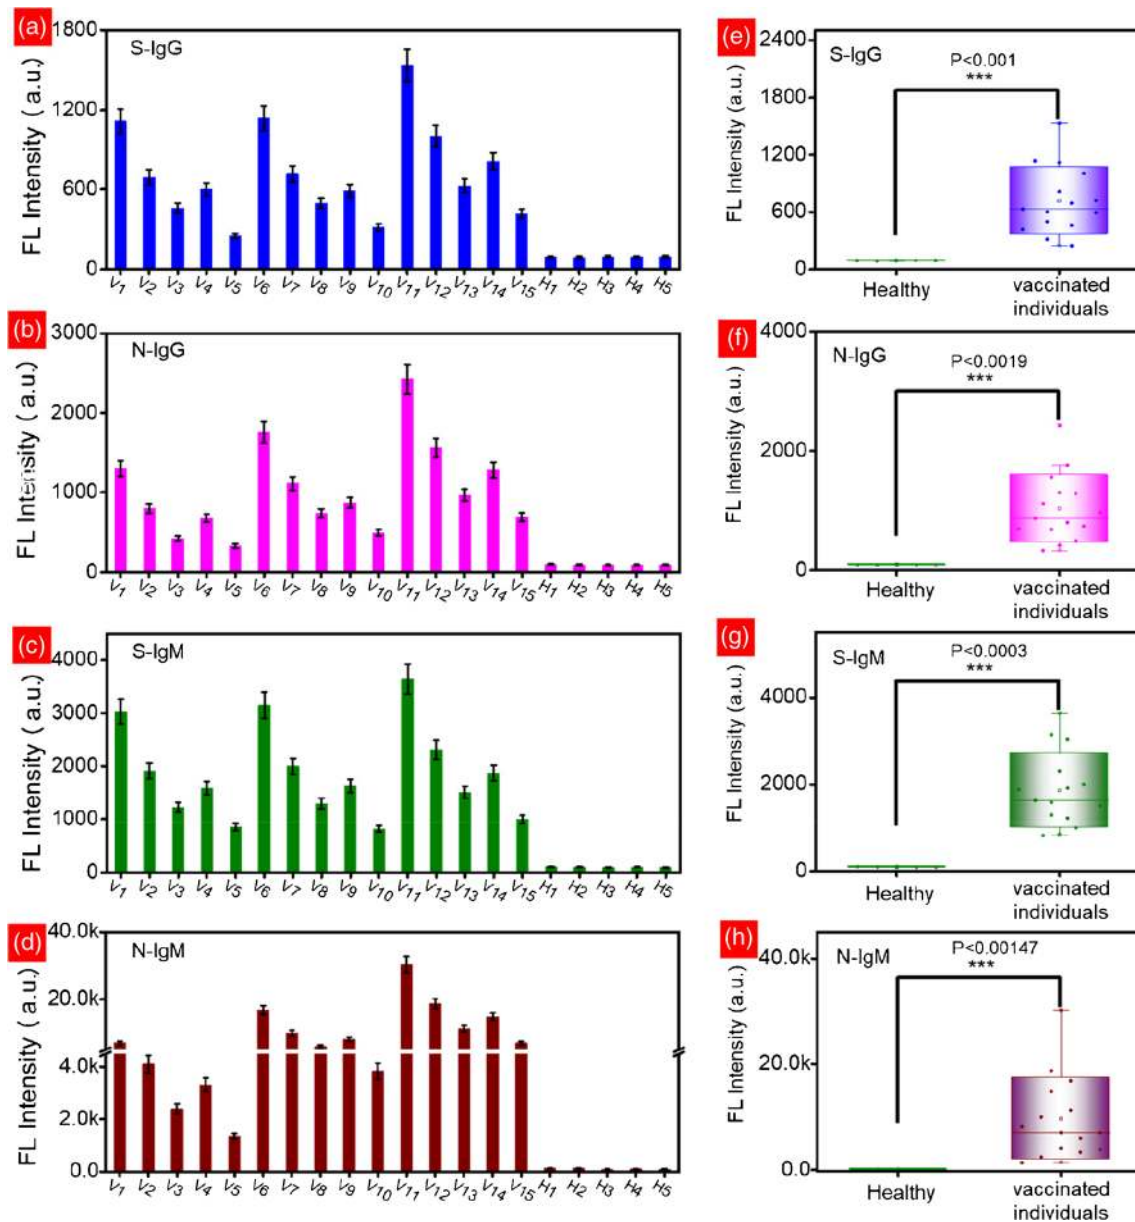 (a)
S-IgG
FL Intensity ( a.u.)
1800
1200
600
0
V1 V2 V3 V4 V5 V6 V7 V8 V9 V10 V11 V12 V13 V14 V15 H1 H2 H3 H4 H5
(e)
S-IgG
P<0.001
***
FL Intensity (a.u.)
2400
1800
1200
600
0
Healthy
vaccinated
individuals
(b)
N-IgG
FL Intensity ( a.u.)
3000
2000
1000
0
V1 V2 V3 V4 V5 V6 V7 V8 V9 V10 V11 V12 V13 V14 V15 H1 H2 H3 H4 H5
(f)
N-IgG
P<0.0019
***
FL Intensity (a.u.)
4000
2000
0
Healthy
vaccinated
individuals
(c)
S-IgM
FL Intensity ( a.u.)
4000
3000
2000
1000
0
V1 V2 V3 V4 V5 V6 V7 V8 V9 V10 V11 V12 V13 V14 V15 H1 H2 H3 H4 H5
(g)
S-IgM
P<0.0003
***
FL Intensity (a.u.)
4000
2000
0
Healthy
vaccinated
individuals
(d)
N-IgM
FL Intensity ( a.u.)
40.0k
20.0k
4.0k
2.0k
0.0
V1 V2 V3 V4 V5 V6 V7 V8 V9 V10 V11 V12 V13 V14 V15 H1 H2 H3 H4 H5
(h)
N-IgM
P<0.00147
***
FL Intensity (a.u.)
40.0k
20.0k
0.0
Healthy
vaccinated
individuals